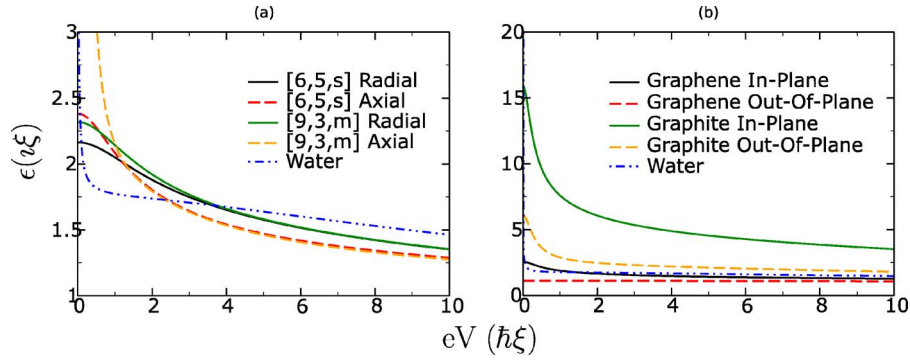 (a)
3
2.5
2
1.5
1
ϵ(ıξ)
0 2 4 6 8 10
[6,5,s] Radial
[6,5,s] Axial
[9,3,m] Radial
[9,3,m] Axial
Water
(b)
20
15
10
5
0
0 2 4 6 8 10
Graphene In-Plane
Graphene Out-Of-Plane
Graphite In-Plane
Graphite Out-Of-Plane
Water
eV (ħξ)